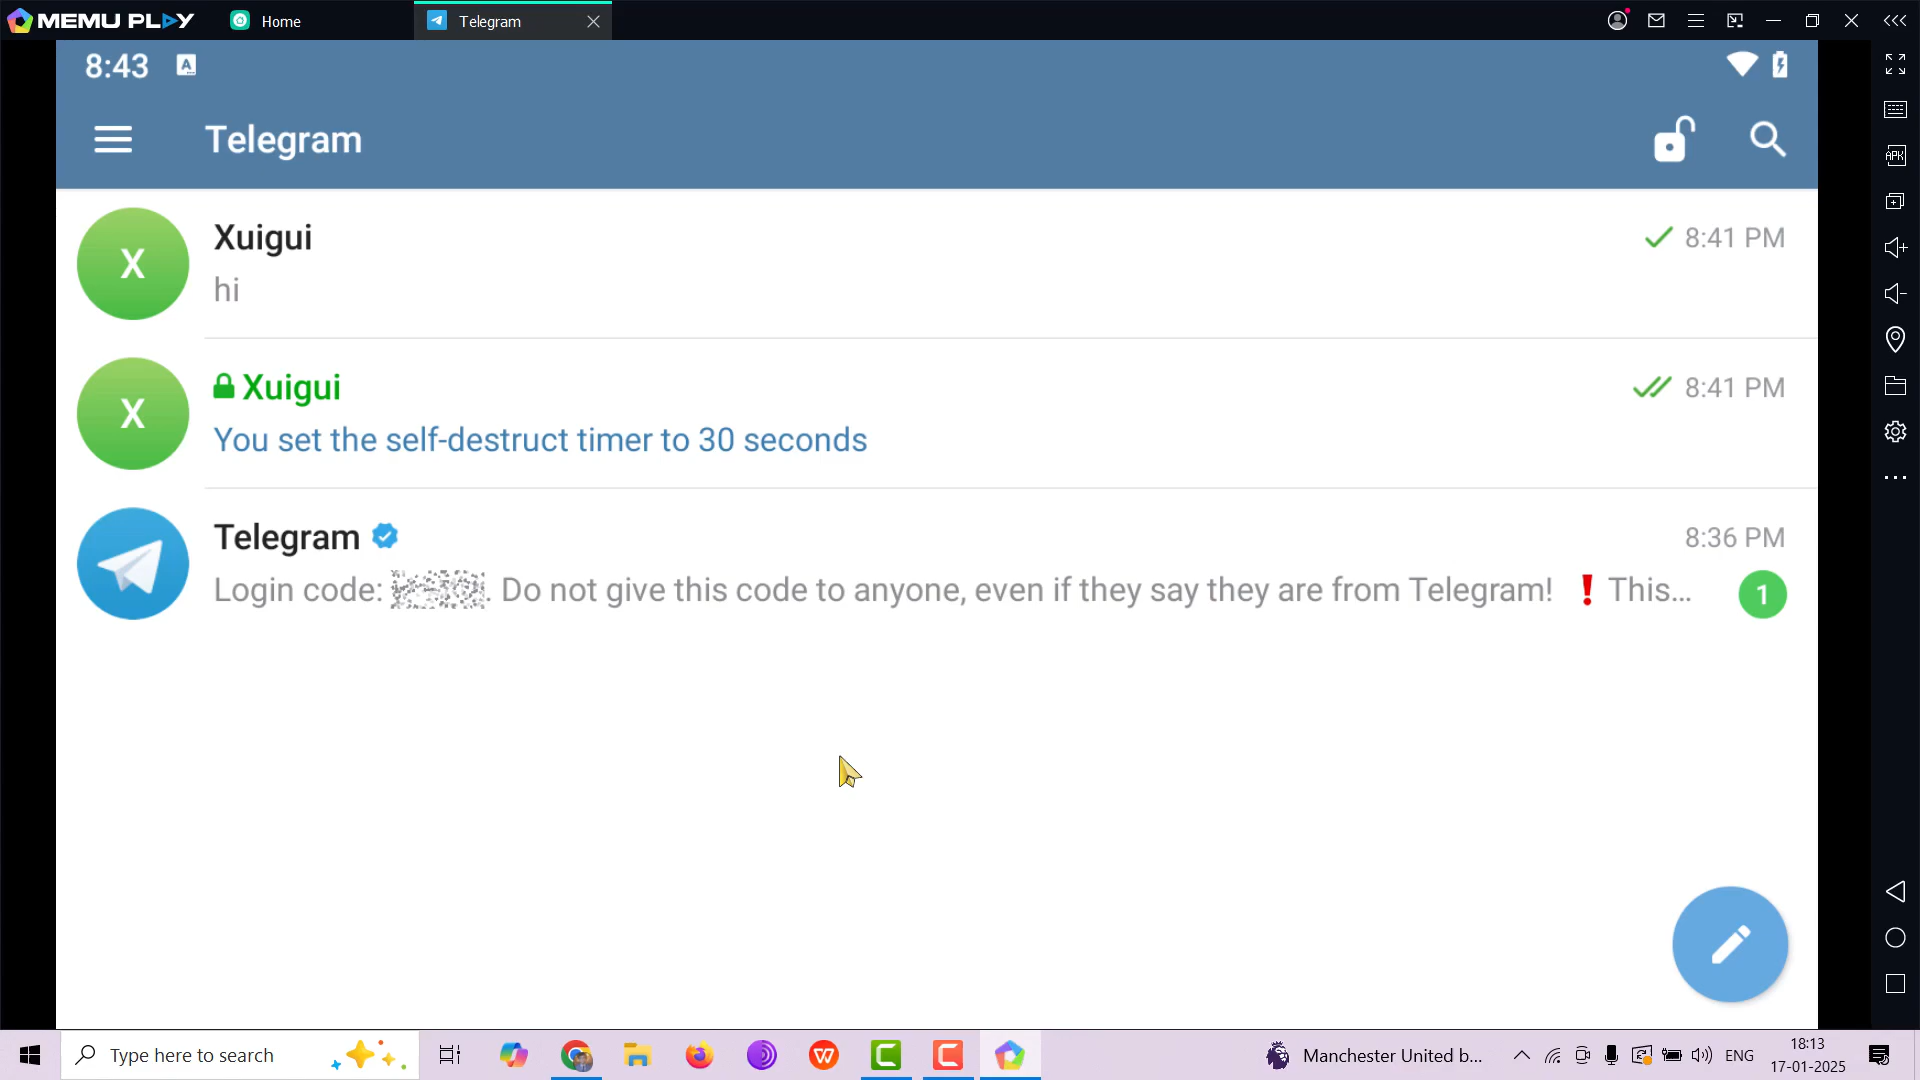 MEMU PLAY
Home
Telegram
8:43
A
Telegram
APK
X
Xuigui
8:41 PM
hi
X
Xuigui
8:41 PM
You set the self-destruct timer to 30 seconds
Telegram
8:36 PM
Login code: . Do not give this code to anyone, even if they say they are from Telegram! ❗ This...
1
Type here to search
Manchester United b...
ENG
18:13
17-01-2025